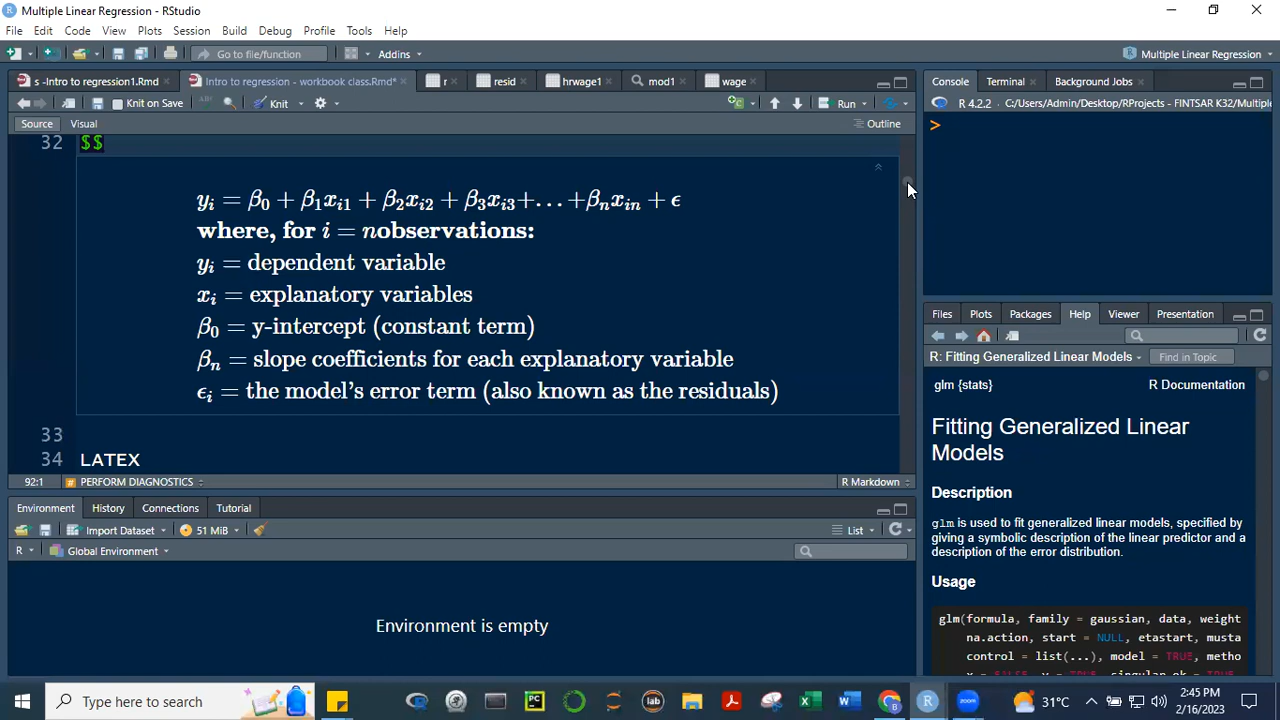 Multiple Linear Regression - RStudio
File Edit Code View Plots Session Build Debug Profile Tools Help
Go to file/function Addins Multiple Linear Regression
s -Intro to regression1.Rmd Intro to regression - workbook class.Rmd* r resid hrwage1 mod1 wage
Knit on Save Knit Run
Source Visual Outline
32 $$
yᵢ = β₀ + β₁xᵢ₁ + β₂xᵢ₂ + β₃xᵢ₃+...+βₙxᵢₙ + ϵ
where, for i = nobservations:
yᵢ = dependent variable
xᵢ = explanatory variables
β₀ = y-intercept (constant term)
βₙ = slope coefficients for each explanatory variable
ϵᵢ = the model's error term (also known as the residuals)
33
34 LATEX
92:1 # PERFORM DIAGNOSTICS R Markdown
Environment History Connections Tutorial
Import Dataset 51 MiB List
R Global Environment
Environment is empty
Console Terminal Background Jobs
R 4.2.2 · C:/Users/Admin/Desktop/RProjects - FINTSAR K32/Multiple
>
Files Plots Packages Help Viewer Presentation
R: Fitting Generalized Linear Models Find in Topic
glm {stats} R Documentation
Fitting Generalized Linear
Models
Description
glm is used to fit generalized linear models, specified by
giving a symbolic description of the linear predictor and a
description of the error distribution.
Usage
glm(formula, family = gaussian, data, weight
na.action, start = NULL, etastart, musta
control = list(...), model = TRUE, metho
x = FALSE, y = TRUE, singular.ok = TRUE,
Type here to search
PC
lab
zoom
31°C
2:45 PM
2/16/2023